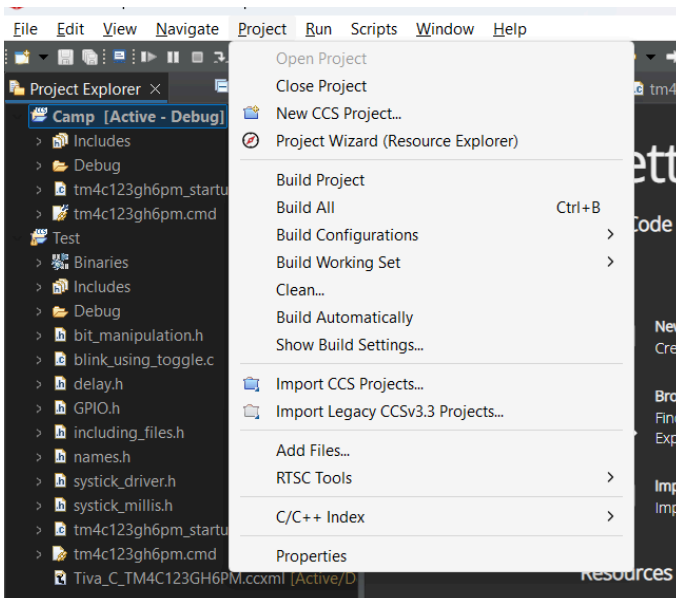 File Edit View Navigate Project Run Scripts Window Help
Project Explorer
Camp [Active - Debug]
Includes
Debug
tm4c123gh6pm_startu
tm4c123gh6pm.cmd
Test
Binaries
Includes
Debug
bit_manipulation.h
blink_using_toggle.c
delay.h
GPIO.h
including_files.h
names.h
systick_driver.h
systick_millis.h
tm4c123gh6pm_startu
tm4c123gh6pm.cmd
Tiva_C_TM4C123GH6PM.ccxml [Active/D
Open Project
Close Project
New CCS Project...
Project Wizard (Resource Explorer)
Build Project
Build All Ctrl+B
Build Configurations
Build Working Set
Clean...
Build Automatically
Show Build Settings...
Import CCS Projects...
Import Legacy CCSv3.3 Projects...
Add Files...
RTSC Tools
C/C++ Index
Properties
tm4
ett
Code
New
Cre
Bro
Fin
Exp
Imp
Imp
Resources